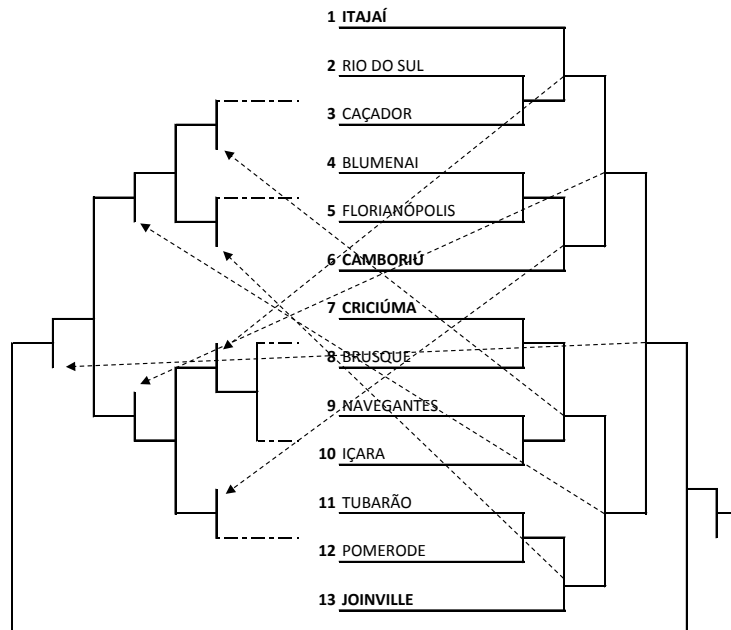 1 ITAJAÍ
2 RIO DO SUL
3 CAÇADOR
4 BLUMENAI
5 FLORIANÓPOLIS
6 CAMBORIÚ
7 CRICIÚMA
8 BRUSQUE
9 NAVEGANTES
10 IÇARA
11 TUBARÃO
12 POMERODE
13 JOINVILLE